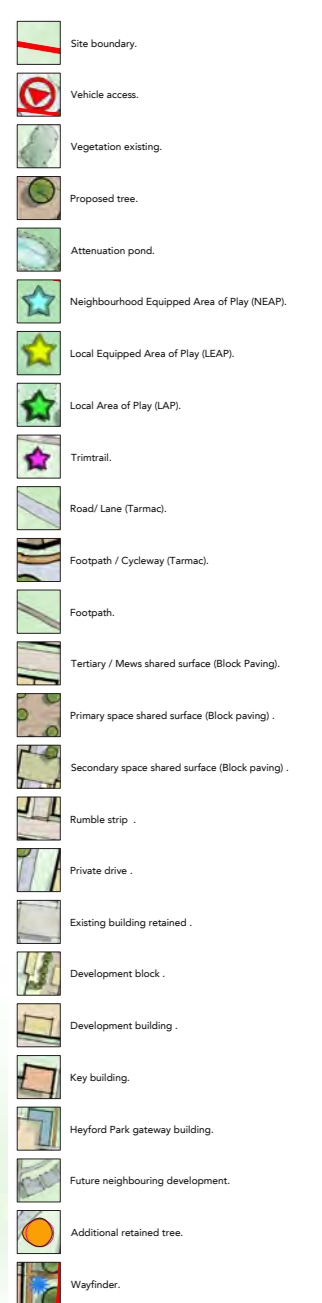 Site boundary.
Vehicle access.
Vegetation existing.
Proposed tree.
Attenuation pond.
Neighbourhood Equipped Area of Play (NEAP).
Local Equipped Area of Play (LEAP).
Local Area of Play (LAP).
Trimtrail.
Road/ Lane (Tarmac).
Footpath / Cycleway (Tarmac).
Footpath.
Tertiary / Mews shared surface (Block Paving).
Primary space shared surface (Block paving) .
Secondary space shared surface (Block paving) .
Rumble strip .
Private drive .
Existing building retained .
Development block .
Development building .
Key building.
Heyford Park gateway building.
Future neighbouring development.
Additional retained tree.
Wayfinder.